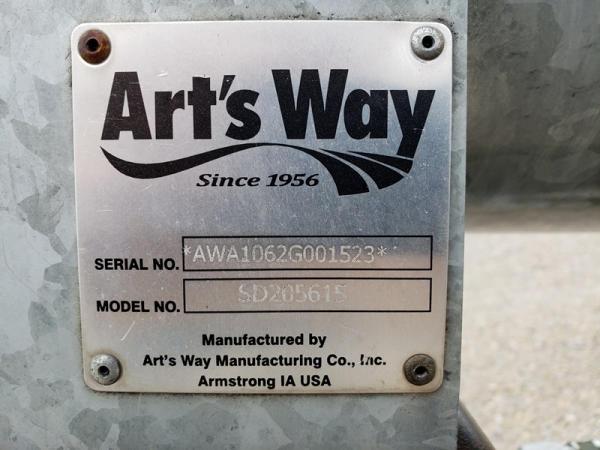 Art's Way
Since 1956
SERIAL NO. *AWA1062G001523*
MODEL NO. SD205615
Manufactured by
Art's Way Manufacturing Co., Inc.
Armstrong IA USA